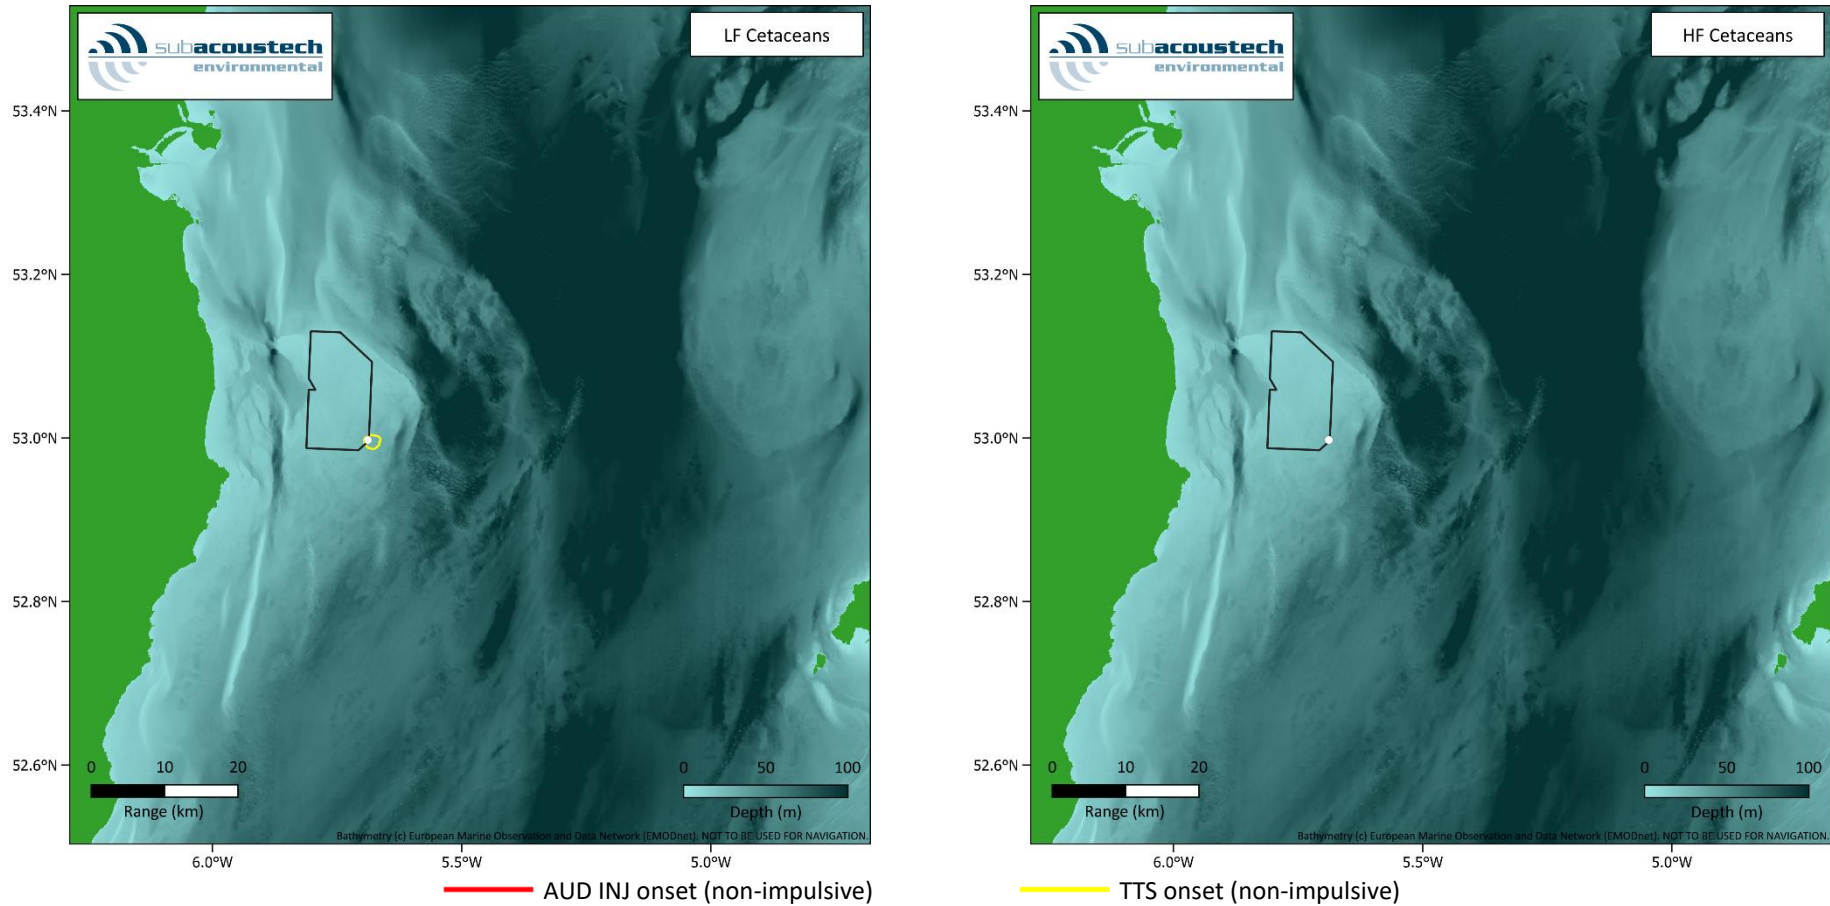 subacoustech
environmental
LF Cetaceans
53.4°N
53.2°N
53.0°N
52.8°N
52.6°N
0 10 20
Range (km)
0 50 100
Depth (m)
Bathymetry (c) European Marine Observation and Data Network (EMODnet). NOT TO BE USED FOR NAVIGATION.
6.0°W 5.5°W 5.0°W
subacoustech
environmental
HF Cetaceans
53.4°N
53.2°N
53.0°N
52.8°N
52.6°N
0 10 20
Range (km)
0 50 100
Depth (m)
Bathymetry (c) European Marine Observation and Data Network (EMODnet). NOT TO BE USED FOR NAVIGATION.
6.0°W 5.5°W 5.0°W
AUD INJ onset (non-impulsive) TTS onset (non-impulsive)